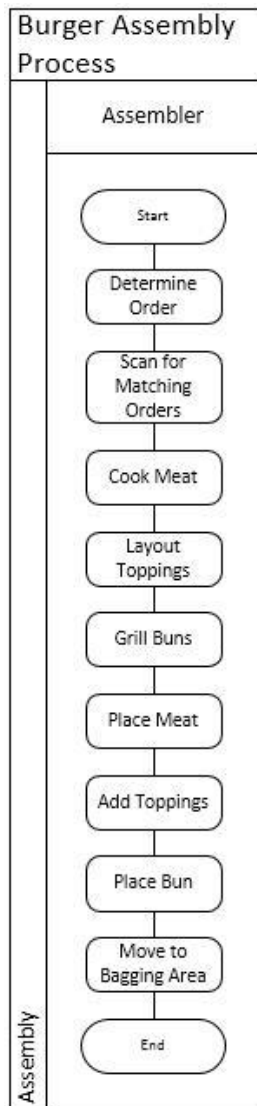 Burger Assembly
Process
Assembler
Start
Determine
Order
Scan for
Matching
Orders
Cook Meat
Layout
Toppings
Grill Buns
Place Meat
Add Toppings
Place Bun
Move to
Bagging Area
End
Assembly